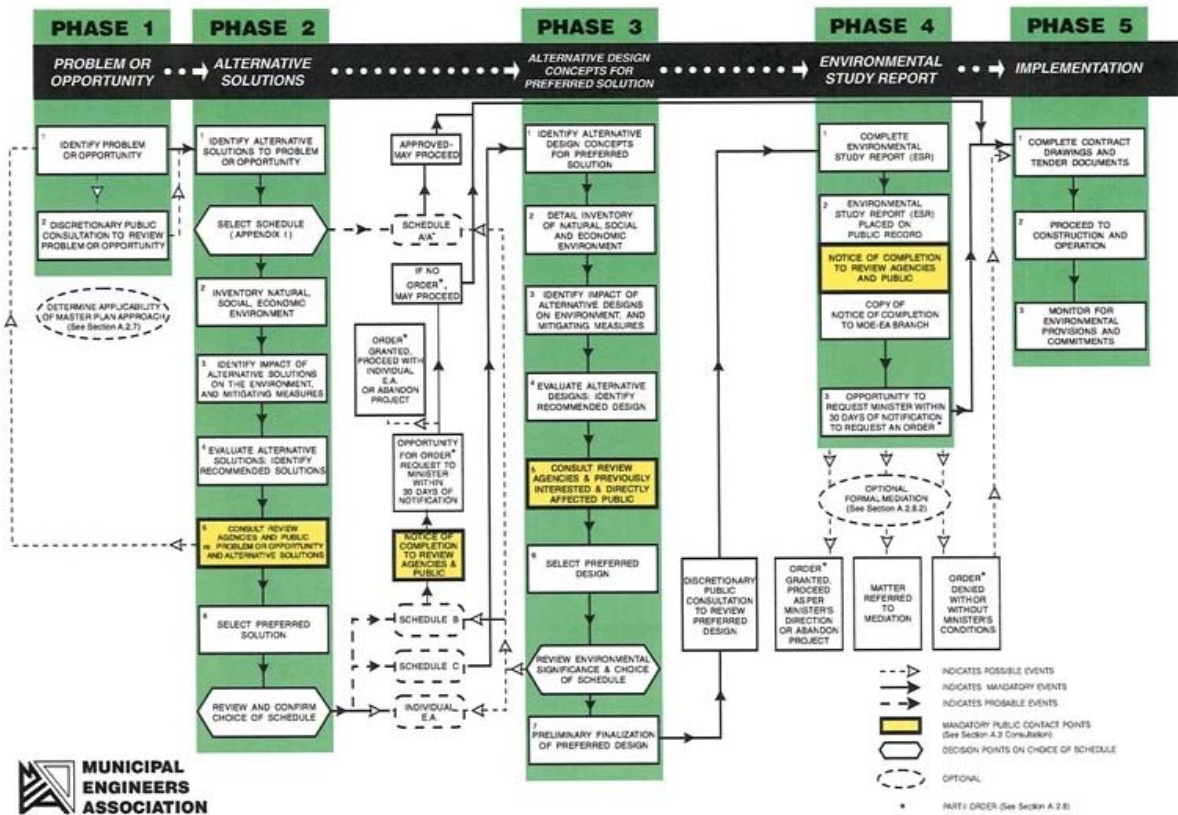 PHASE 1
PROBLEM OR
OPPORTUNITY
1
IDENTIFY PROBLEM
OR OPPORTUNITY
2
DISCRETIONARY PUBLIC
CONSULTATION TO REVIEW
PROBLEM OR OPPORTUNITY
DETERMINE APPLICABILITY
OF MASTER PLAN APPROACH
(See Section A.2.7)
PHASE 2
ALTERNATIVE
SOLUTIONS
1
IDENTIFY ALTERNATIVE
SOLUTIONS TO PROBLEM
OR OPPORTUNITY
SELECT SCHEDULE
(APPENDIX I)
2
INVENTORY NATURAL,
SOCIAL, ECONOMIC
ENVIRONMENT
3
IDENTIFY IMPACT OF
ALTERNATIVE SOLUTIONS
ON THE ENVIRONMENT,
AND MITIGATING MEASURES
4
EVALUATE ALTERNATIVE
SOLUTIONS: IDENTIFY
RECOMMENDED SOLUTIONS
5
CONSULT REVIEW
AGENCIES AND PUBLIC
re: PROBLEM OR OPPORTUNITY
AND ALTERNATIVE SOLUTIONS
6
SELECT PREFERRED
SOLUTION
REVIEW AND CONFIRM
CHOICE OF SCHEDULE
APPROVED-
MAY PROCEED
SCHEDULE
A/A+
IF NO
ORDER*,
MAY PROCEED
ORDER*
GRANTED,
PROCEED WITH
INDIVIDUAL
E.A.
OR ABANDON
PROJECT
OPPORTUNITY
FOR ORDER*
REQUEST TO
MINISTER
WITHIN
30 DAYS OF
NOTIFICATION
NOTICE OF
COMPLETION
TO REVIEW
AGENCIES &
PUBLIC
SCHEDULE B
SCHEDULE C
INDIVIDUAL
E.A.
PHASE 3
ALTERNATIVE DESIGN
CONCEPTS FOR
PREFERRED SOLUTION
1
IDENTIFY ALTERNATIVE
DESIGN CONCEPTS
FOR PREFERRED
SOLUTION
2
DETAIL INVENTORY
OF NATURAL, SOCIAL
AND ECONOMIC
ENVIRONMENT
3
IDENTIFY IMPACT OF
ALTERNATIVE DESIGNS
ON ENVIRONMENT, AND
MITIGATING MEASURES
4
EVALUATE ALTERNATIVE
DESIGNS: IDENTIFY
RECOMMENDED DESIGN
5
CONSULT REVIEW
AGENCIES & PREVIOUSLY
INTERESTED & DIRECTLY
AFFECTED PUBLIC
6
SELECT PREFERRED
DESIGN
REVIEW ENVIRONMENTAL
SIGNIFICANCE & CHOICE
OF SCHEDULE
7
PRELIMINARY FINALIZATION
OF PREFERRED DESIGN
DISCRETIONARY
PUBLIC
CONSULTATION
TO REVIEW
PREFERRED
DESIGN
PHASE 4
ENVIRONMENTAL
STUDY REPORT
1
COMPLETE
ENVIRONMENTAL
STUDY REPORT (ESR)
2
ENVIRONMENTAL
STUDY REPORT (ESR)
PLACED ON
PUBLIC RECORD
NOTICE OF COMPLETION
TO REVIEW AGENCIES
AND PUBLIC
COPY OF
NOTICE OF COMPLETION
TO MOE-EA BRANCH
3
OPPORTUNITY TO
REQUEST MINISTER WITHIN
30 DAYS OF NOTIFICATION
TO REQUEST AN ORDER*
OPTIONAL
FORMAL MEDIATION
(See Section A.2.8.2)
ORDER*
GRANTED,
PROCEED
AS PER
MINISTER'S
DIRECTION
OR ABANDON
PROJECT
MATTER
REFERRED
TO
MEDIATION
ORDER*
DENIED
WITH OR
WITHOUT
MINISTER'S
CONDITIONS
PHASE 5
IMPLEMENTATION
1
COMPLETE CONTRACT
DRAWINGS AND
TENDER DOCUMENTS
2
PROCEED TO
CONSTRUCTION AND
OPERATION
3
MONITOR FOR
ENVIRONMENTAL
PROVISIONS AND
COMMITMENTS
INDICATES POSSIBLE EVENTS
INDICATES MANDATORY EVENTS
INDICATES PROBABLE EVENTS
MANDATORY PUBLIC CONTACT POINTS
(See Section A.3 Consultation)
DECISION POINTS ON CHOICE OF SCHEDULE
OPTIONAL
* PART II ORDER (See Section A.2.8)
MUNICIPAL
ENGINEERS
ASSOCIATION